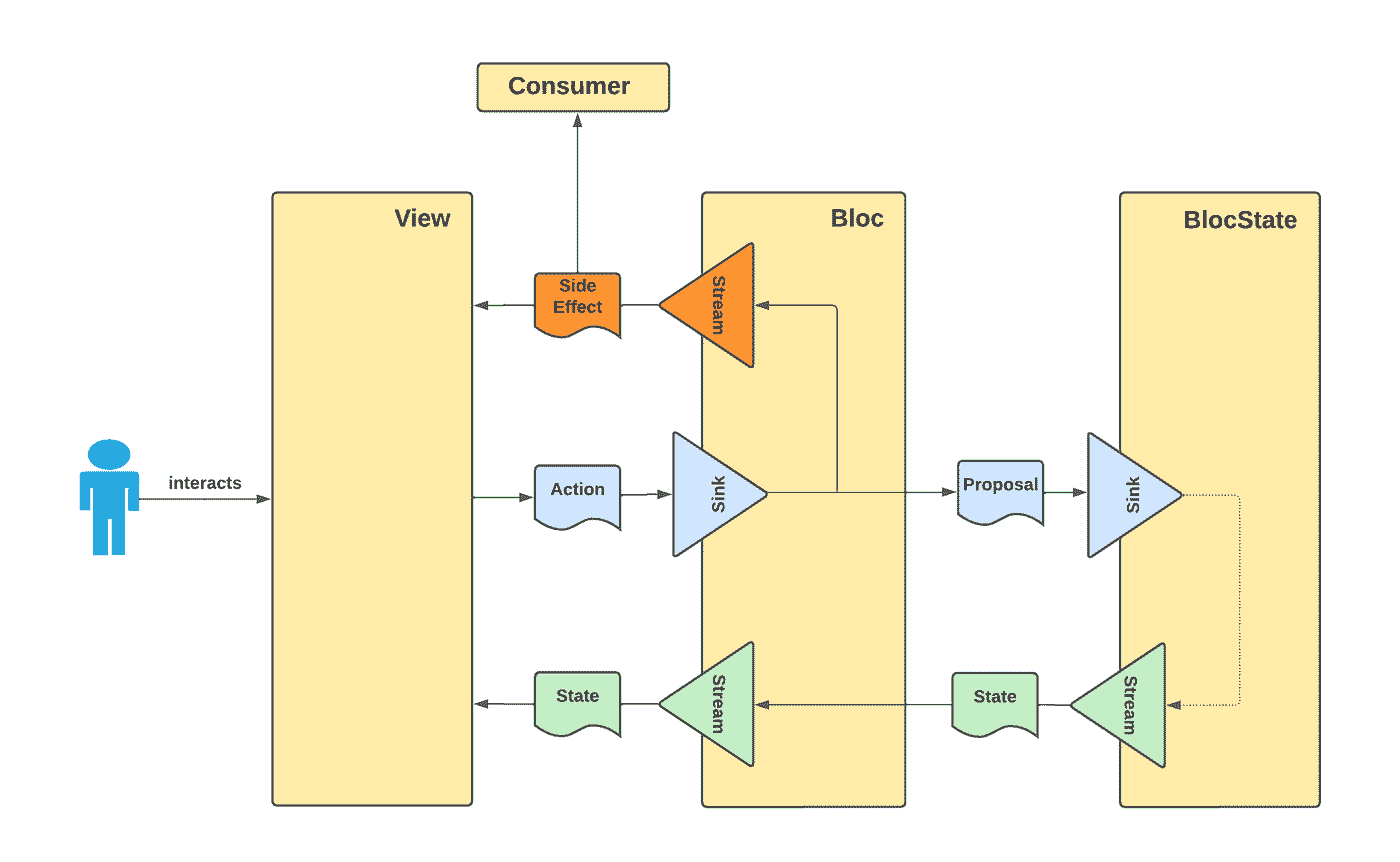 Consumer
View
Bloc
BlocState
Side
Effect
Stream
interacts
Action
Sink
Proposal
Sink
State
Stream
State
Stream